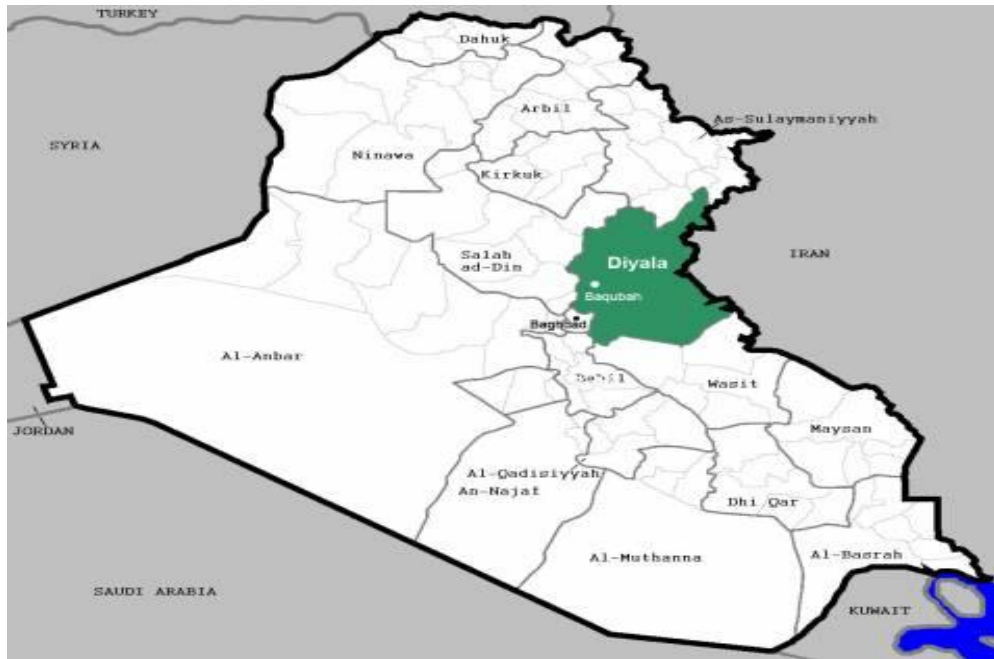 TURKEY
Dahuk
Arbil
As-Sulaymaniyyah
SYRIA
Ninawa
Kirkuk
Salah
ad-Din
Diyala
IRAN
Baqubah
Baghdad
Al-Anbar
Babil
Wasit
JORDAN
Maysan
Al-Qadisiyyah
An-Najaf
Dhi Qar
Al-Muthanna
Al-Basrah
SAUDI ARABIA
KUWAIT